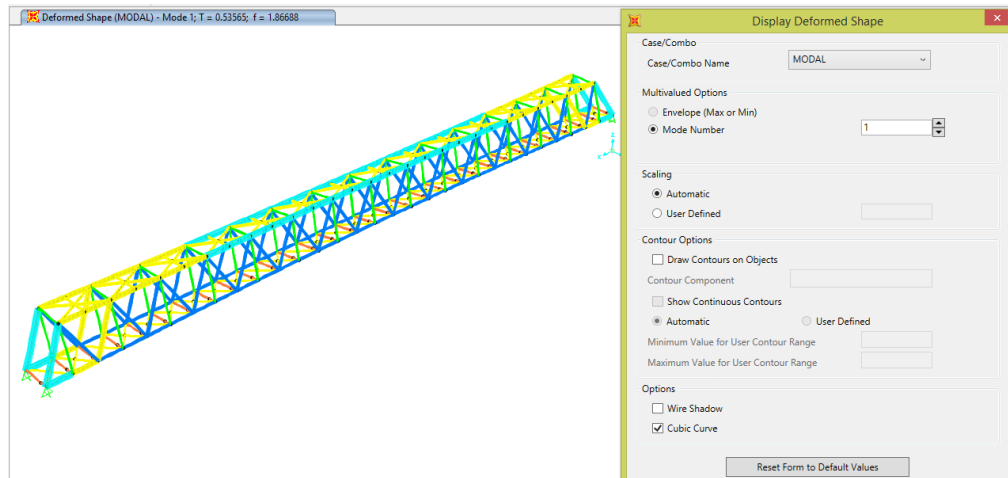 Deformed Shape (MODAL) - Mode 1; T = 0.53565; f = 1.86688
Z
X
Display Deformed Shape
Case/Combo
Case/Combo Name
MODAL
Multivalued Options
Envelope (Max or Min)
Mode Number
1
Scaling
Automatic
User Defined
Contour Options
Draw Contours on Objects
Contour Component
Show Continuous Contours
Automatic
User Defined
Minimum Value for User Contour Range
Maximum Value for User Contour Range
Options
Wire Shadow
Cubic Curve
Reset Form to Default Values